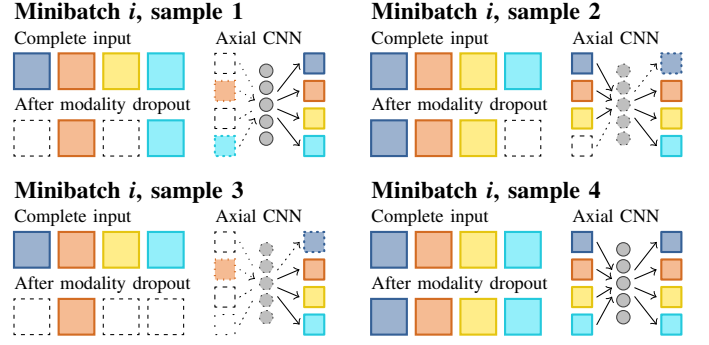 Minibatch i, sample 1
Complete input
Axial CNN
After modality dropout
Minibatch i, sample 2
Complete input
Axial CNN
After modality dropout
Minibatch i, sample 3
Complete input
Axial CNN
After modality dropout
Minibatch i, sample 4
Complete input
Axial CNN
After modality dropout